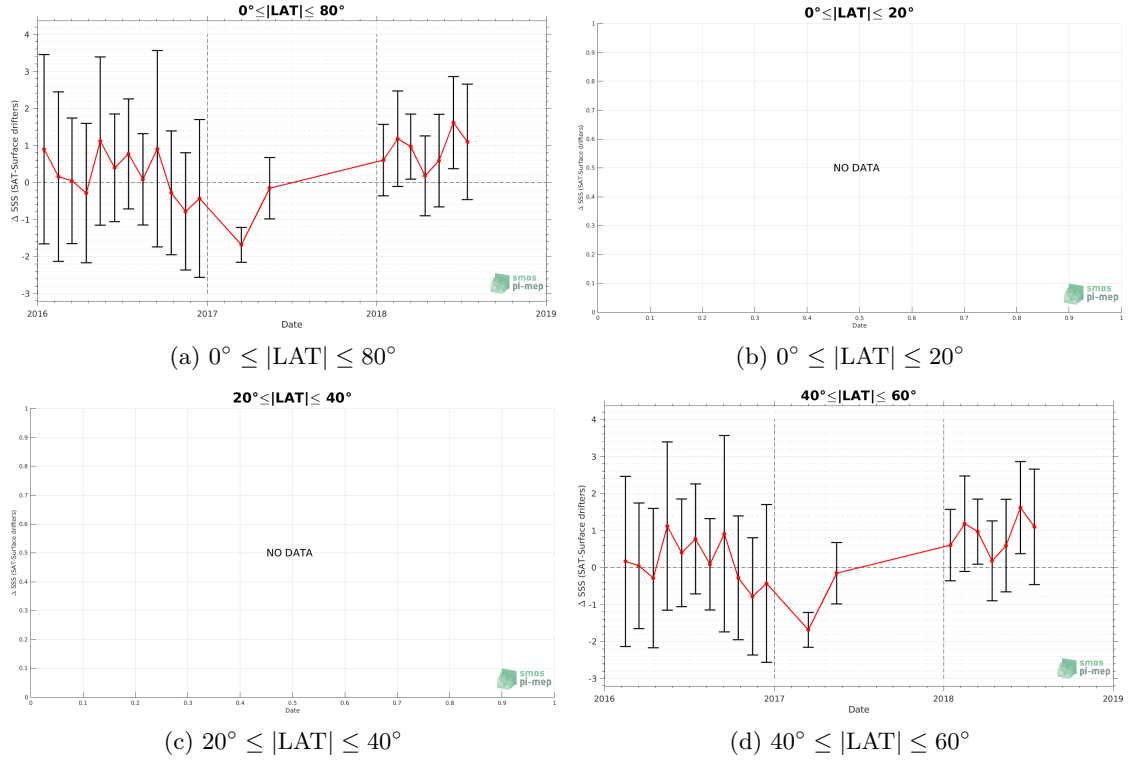 0°≤|LAT|≤ 80°
Δ SSS (SAT-Surface drifters)
4
3
2
1
0
-1
-2
-3
2016
2017
2018
2019
Date
smos
pi-mep
(a) 0° ≤ |LAT| ≤ 80°
0°≤|LAT|≤ 20°
Δ SSS (SAT-Surface drifters)
1
0.9
0.8
0.7
0.6
0.5
0.4
0.3
0.2
0.1
0
NO DATA
0
0.1
0.2
0.3
0.4
0.5
0.6
0.7
0.8
0.9
1
Date
smos
pi-mep
(b) 0° ≤ |LAT| ≤ 20°
20°≤|LAT|≤ 40°
Δ SSS (SAT-Surface drifters)
1
0.9
0.8
0.7
0.6
0.5
0.4
0.3
0.2
0.1
0
NO DATA
0
0.1
0.2
0.3
0.4
0.5
0.6
0.7
0.8
0.9
1
Date
smos
pi-mep
(c) 20° ≤ |LAT| ≤ 40°
40°≤|LAT|≤ 60°
Δ SSS (SAT-Surface drifters)
4
3
2
1
0
-1
-2
-3
2016
2017
2018
2019
Date
smos
pi-mep
(d) 40° ≤ |LAT| ≤ 60°